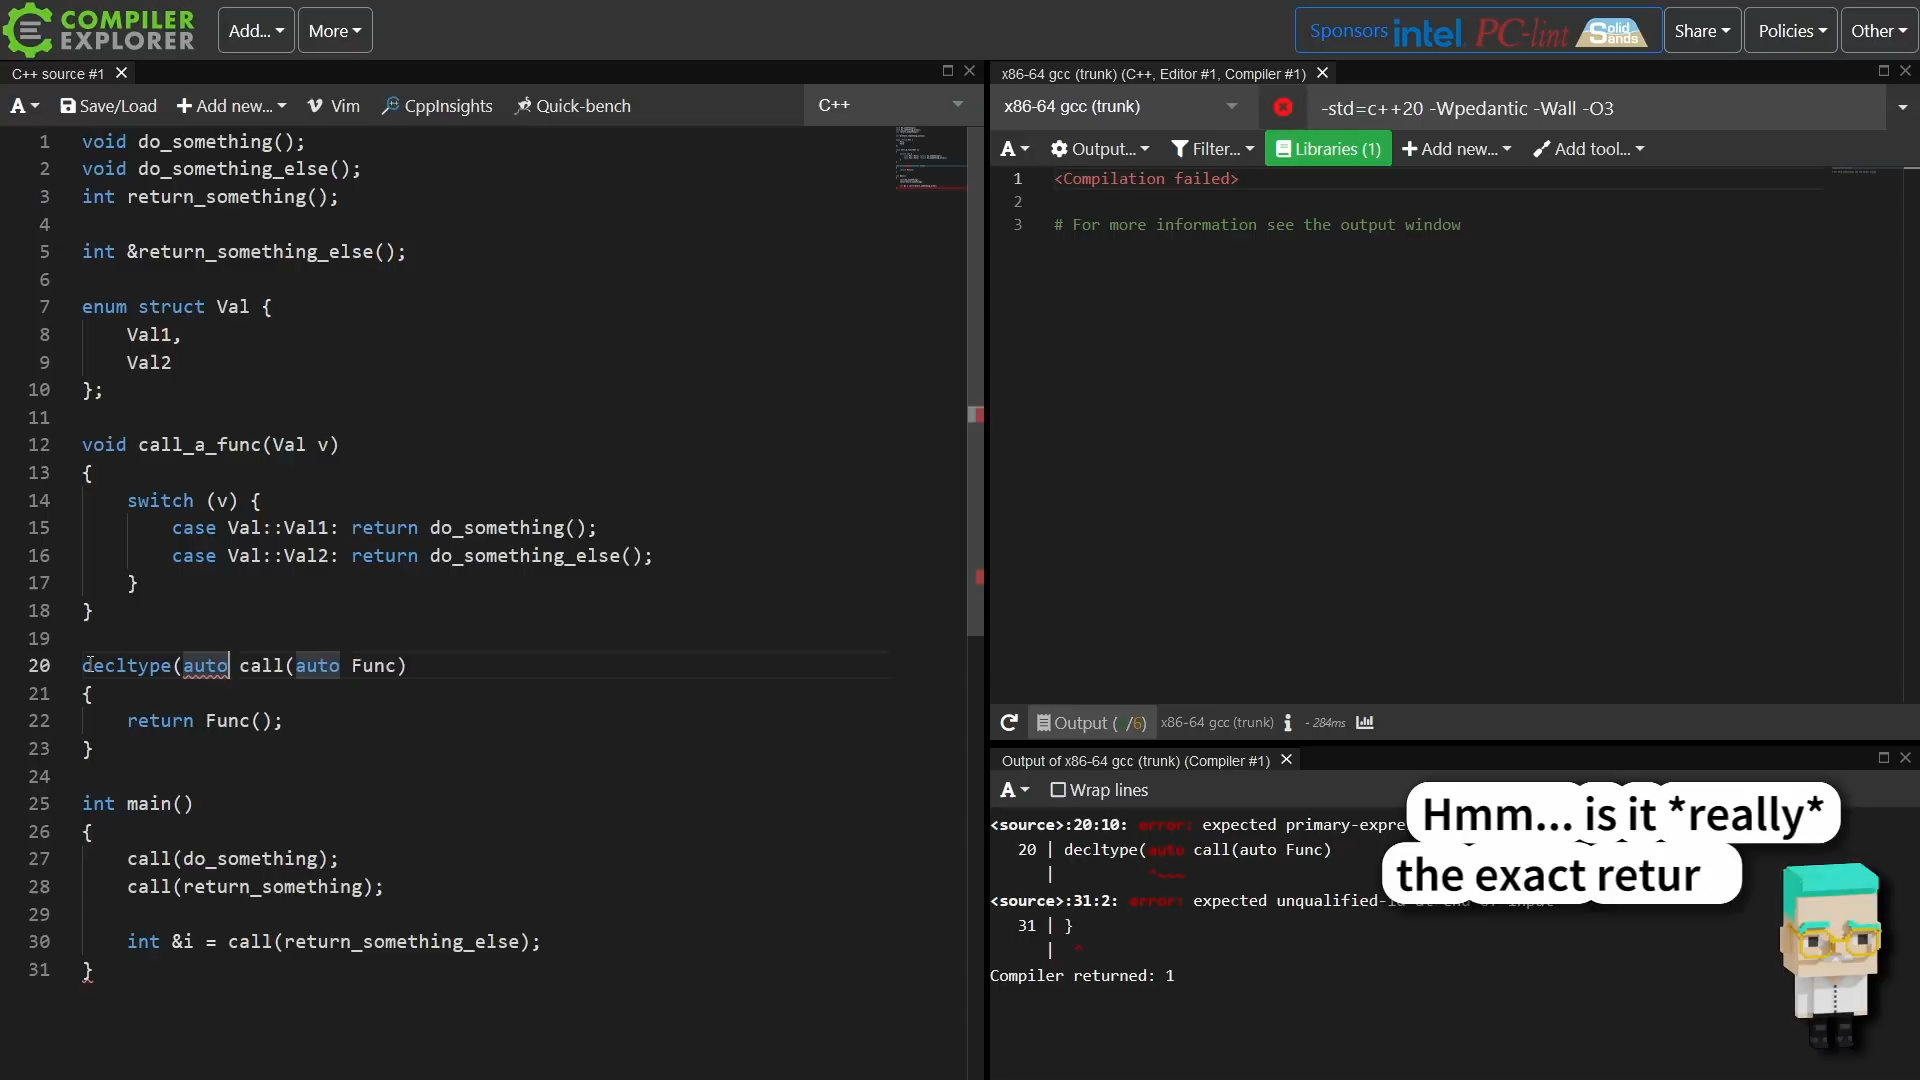 COMPILER EXPLORER
Add...
More
Sponsors intel. PC-lint Solid Sands
Share
Policies
Other
C++ source #1
A
Save/Load
Add new...
Vim
CppInsights
Quick-bench
C++
1 void do_something();
2 void do_something_else();
3 int return_something();
4
5 int &return_something_else();
6
7 enum struct Val {
8 Val1,
9 Val2
10 };
11
12 void call_a_func(Val v)
13 {
14 switch (v) {
15 case Val::Val1: return do_something();
16 case Val::Val2: return do_something_else();
17 }
18 }
19
20 decltype(auto call(auto Func)
21 {
22 return Func();
23 }
24
25 int main()
26 {
27 call(do_something);
28 call(return_something);
29
30 int &i = call(return_something_else);
31 }
x86-64 gcc (trunk) (C++, Editor #1, Compiler #1)
x86-64 gcc (trunk)
-std=c++20 -Wpedantic -Wall -O3
A
Output...
Filter...
Libraries (1)
Add new...
Add tool...
1 <Compilation failed>
2
3 # For more information see the output window
Output ( /6)
x86-64 gcc (trunk)
- 284ms
Output of x86-64 gcc (trunk) (Compiler #1)
A
Wrap lines
<source>:20:10: error: expected primary-expre
20 | decltype(auto call(auto Func)
| ^~~~
<source>:31:2: error: expected unqualified-id at end of input
31 | }
| ^
Compiler returned: 1
Hmm... is it *really*
the exact retur